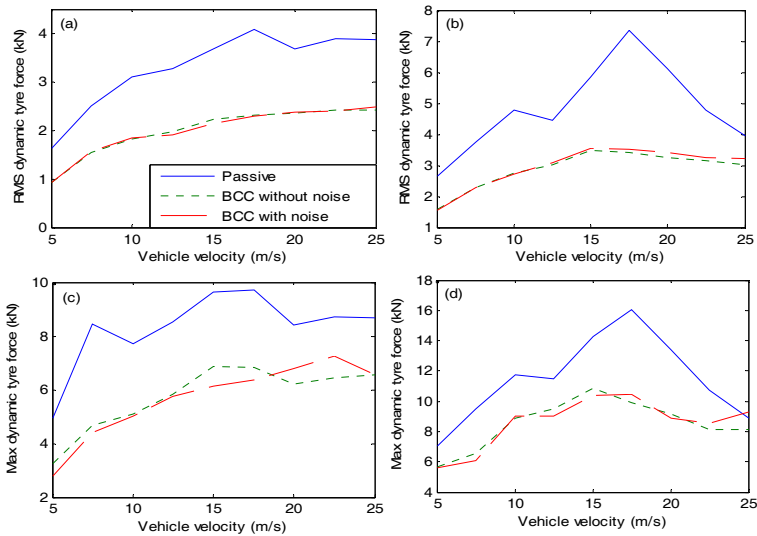 (a)
RMS dynamic tyre force (kN)
4
3
2
1
0
5 10 15 20 25
Vehicle velocity (m/s)
Passive
BCC without noise
BCC with noise
(b)
RMS dynamic tyre force (kN)
8
7
6
5
4
3
2
1
5 10 15 20 25
Vehicle velocity (m/s)
(c)
Max dynamic tyre force (kN)
10
8
6
4
2
5 10 15 20 25
Vehicle velocity (m/s)
(d)
Max dynamic tyre force (kN)
18
16
14
12
10
8
6
4
5 10 15 20 25
Vehicle velocity (m/s)